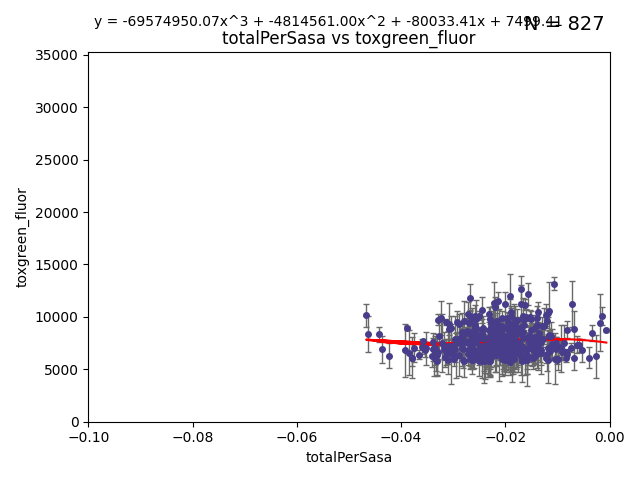 y = -69574950.07x^3 + -4814561.00x^2 + -80033.41x + 7499.41
N = 827
totalPerSasa vs toxgreen_fluor
toxgreen_fluor
35000
30000
25000
20000
15000
10000
5000
0
−0.10
−0.08
−0.06
−0.04
−0.02
0.00
totalPerSasa